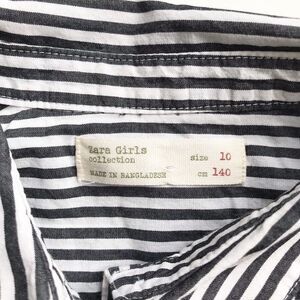 Zara Girls
collection
size 10
MADE IN BANGLADESH
cm 140